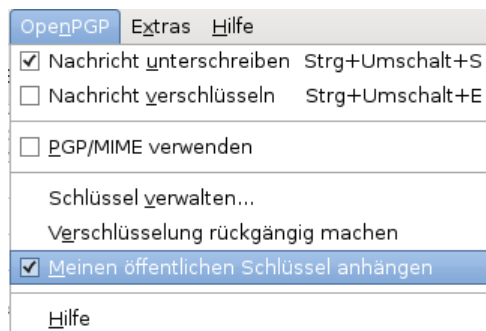 OpenPGP Extras Hilfe
Nachricht unterschreiben Strg+Umschalt+S
Nachricht verschlüsseln Strg+Umschalt+E
PGP/MIME verwenden
Schlüssel verwalten...
Verschlüsselung rückgängig machen
Meinen öffentlichen Schlüssel anhängen
Hilfe